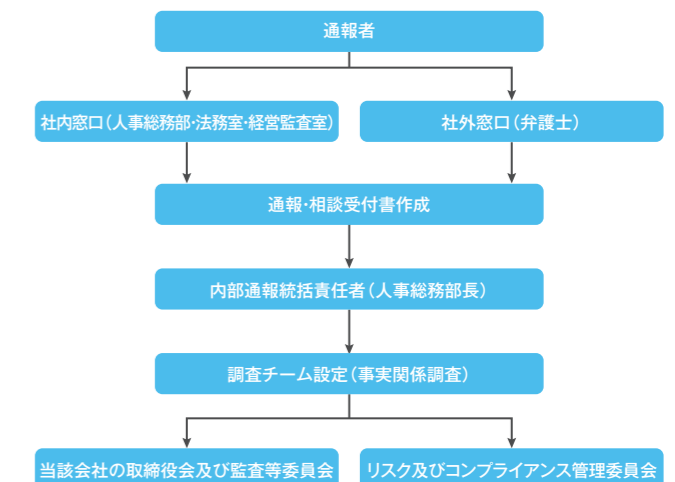 通報者
社内窓口（人事総務部・法務室・経営監査室）
社外窓口（弁護士）
通報・相談受付書作成
内部通報統括責任者（人事総務部長）
調査チーム設定（事実関係調査）
当該会社の取締役会及び監査等委員会
リスク及びコンプライアンス管理委員会